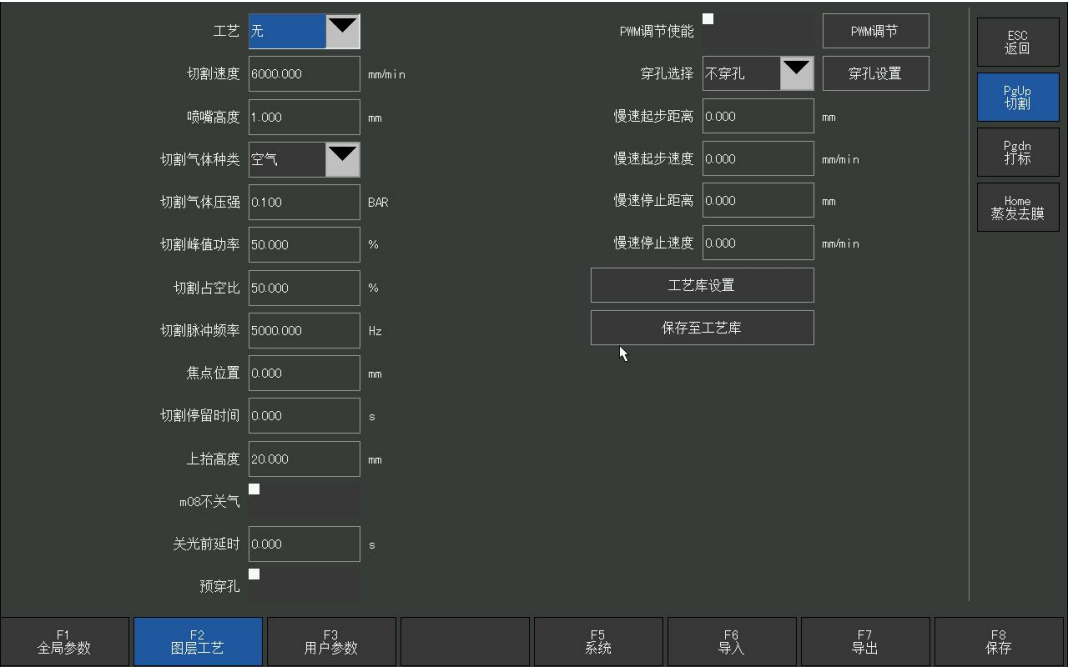 工艺 无
切割速度 6000.000 mm/min
喷嘴高度 1.000 mm
切割气体种类 空气
切割气体压强 0.100 BAR
切割峰值功率 50.000 %
切割占空比 50.000 %
切割脉冲频率 5000.000 Hz
焦点位置 0.000 mm
切割停留时间 0.000 s
上抬高度 20.000 mm
m08不关气
关光前延时 0.000 s
预穿孔
PWM调节使能 PWM调节
穿孔选择 不穿孔 穿孔设置
慢速起步距离 0.000 mm
慢速起步速度 0.000 mm/min
慢速停止距离 0.000 mm
慢速停止速度 0.000 mm/min
工艺库设置
保存至工艺库
ESC
返回
PgUp
切割
Pgdn
打标
Home
蒸发去膜
F1
全局参数
F2
图层工艺
F3
用户参数
F5
系统
F6
导入
F7
导出
F8
保存